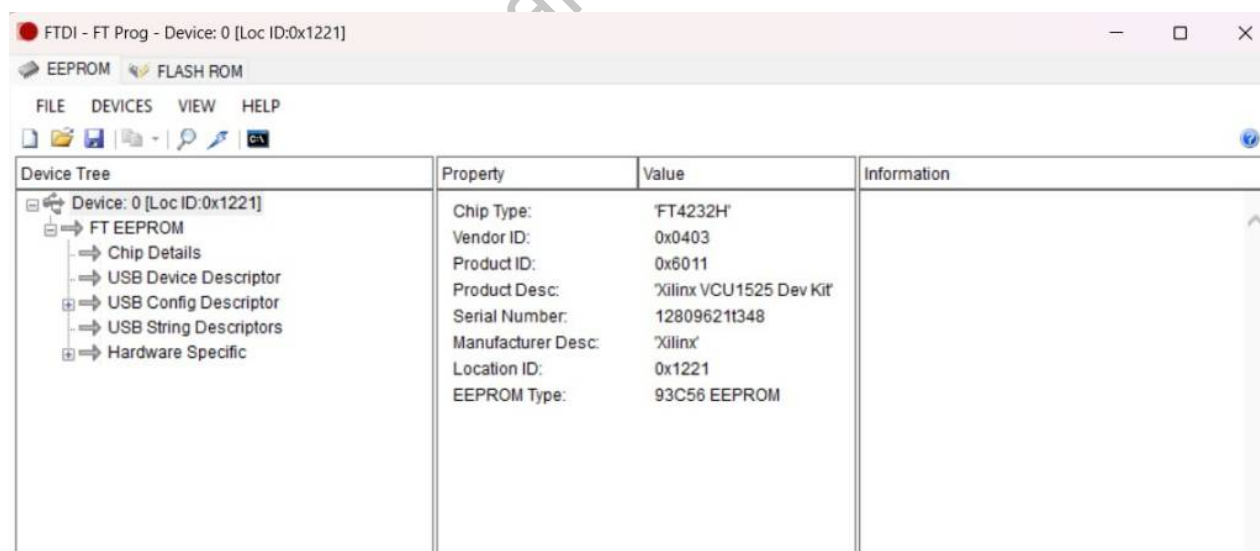 FTDI - FT Prog - Device: 0 [Loc ID:0x1221]
EEPROM FLASH ROM
FILE DEVICES VIEW HELP
Device Tree
Device: 0 [Loc ID:0x1221]
FT EEPROM
Chip Details
USB Device Descriptor
USB Config Descriptor
USB String Descriptors
Hardware Specific
Property Value
Chip Type: 'FT4232H'
Vendor ID: 0x0403
Product ID: 0x6011
Product Desc: 'Xilinx VCU1525 Dev Kit'
Serial Number: 12809621t348
Manufacturer Desc: 'Xilinx'
Location ID: 0x1221
EEPROM Type: 93C56 EEPROM
Information